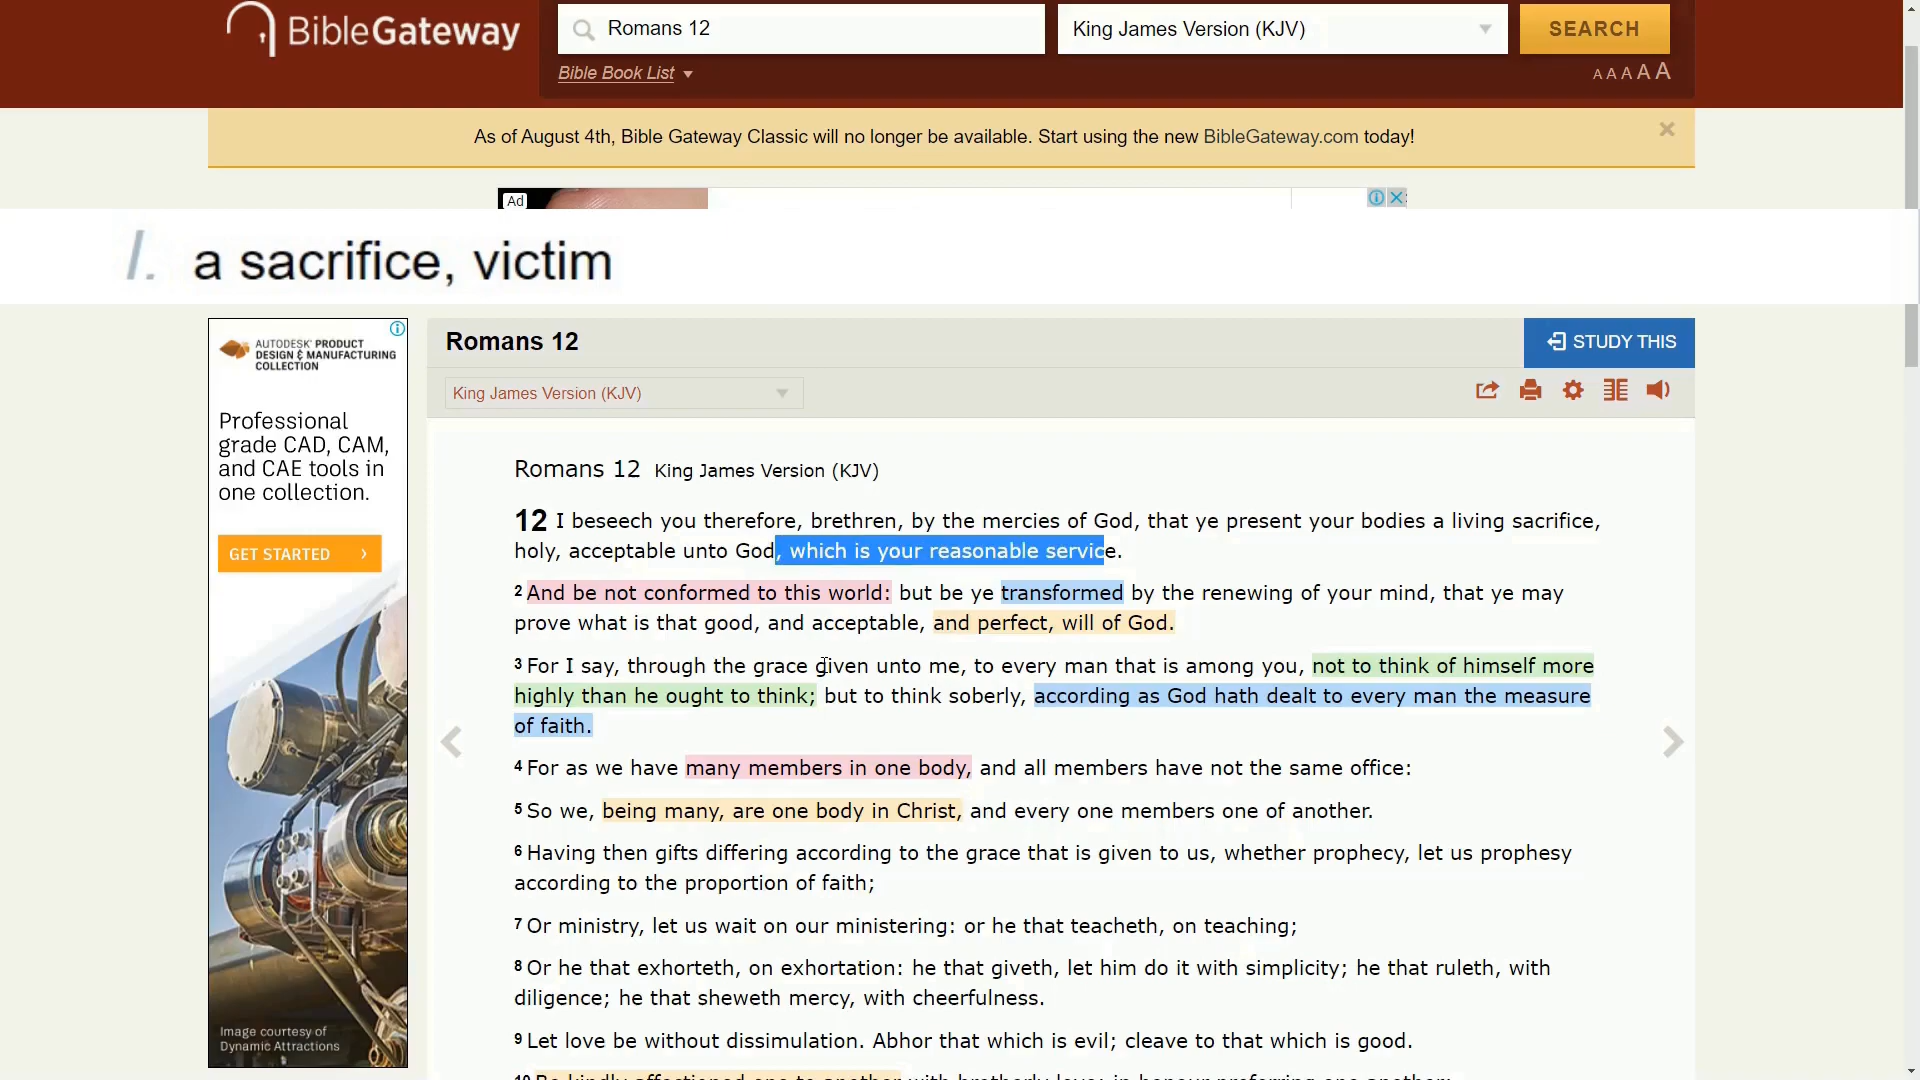 BibleGateway
Romans 12
King James Version (KJV)
SEARCH
Bible Book List
A A A A A
As of August 4th, Bible Gateway Classic will no longer be available. Start using the new BibleGateway.com today!
Ad
I. a sacrifice, victim
AUTODESK® PRODUCT
DESIGN & MANUFACTURING
COLLECTION
Professional
grade CAD, CAM,
and CAE tools in
one collection.
GET STARTED
Image courtesy of
Dynamic Attractions
Romans 12
STUDY THIS
King James Version (KJV)
Romans 12 King James Version (KJV)
12 I beseech you therefore, brethren, by the mercies of God, that ye present your bodies a living sacrifice,
holy, acceptable unto God, which is your reasonable service.
2 And be not conformed to this world: but be ye transformed by the renewing of your mind, that ye may
prove what is that good, and acceptable, and perfect, will of God.
3 For I say, through the grace given unto me, to every man that is among you, not to think of himself more
highly than he ought to think; but to think soberly, according as God hath dealt to every man the measure
of faith.
4 For as we have many members in one body, and all members have not the same office:
5 So we, being many, are one body in Christ, and every one members one of another.
6 Having then gifts differing according to the grace that is given to us, whether prophecy, let us prophesy
according to the proportion of faith;
7 Or ministry, let us wait on our ministering: or he that teacheth, on teaching;
8 Or he that exhorteth, on exhortation: he that giveth, let him do it with simplicity; he that ruleth, with
diligence; he that sheweth mercy, with cheerfulness.
9 Let love be without dissimulation. Abhor that which is evil; cleave to that which is good.
10 Be kindly affectioned one to another with brotherly love; in honour preferring one another;